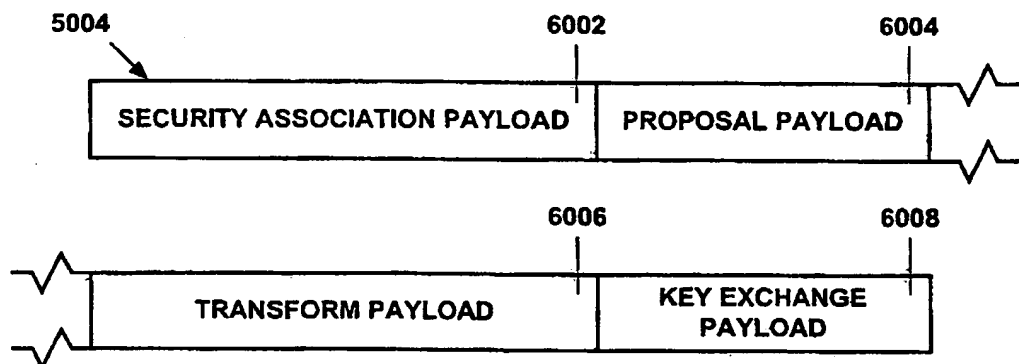 5004 6002 6004
SECURITY ASSOCIATION PAYLOAD PROPOSAL PAYLOAD
6006 6008
TRANSFORM PAYLOAD KEY EXCHANGE
PAYLOAD